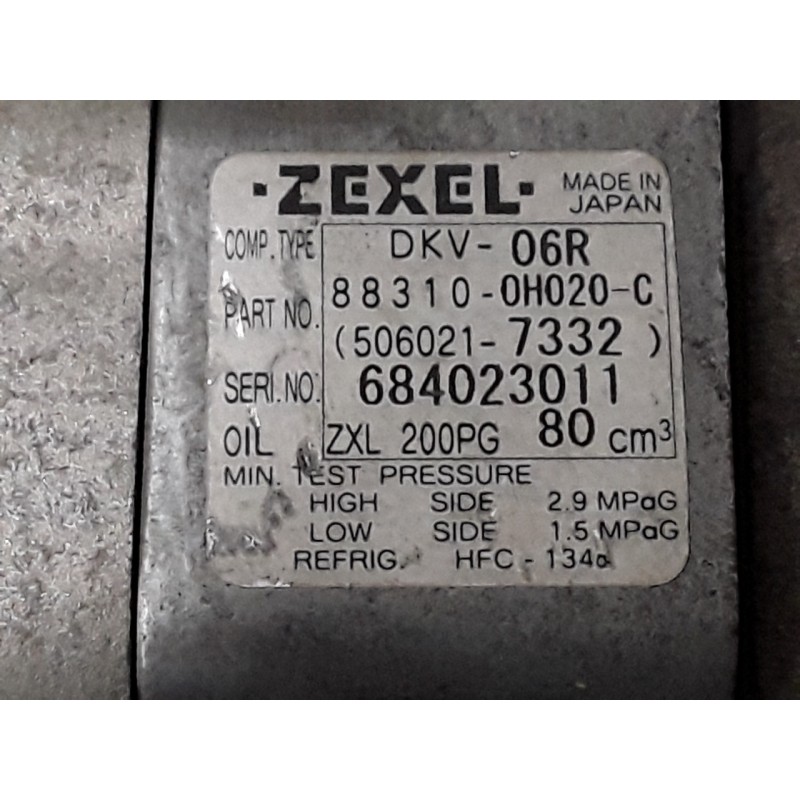 ·ZEXEL· MADE IN JAPAN
COMP. TYPE DKV- 06R
PART NO. 88310-0H020-C
(506021-7332)
SERI.NO. 684023011
OIL ZXL 200PG 80 cm³
MIN. TEST PRESSURE
HIGH SIDE 2.9 MPaG
LOW SIDE 1.5 MPaG
REFRIG. HFC - 134a